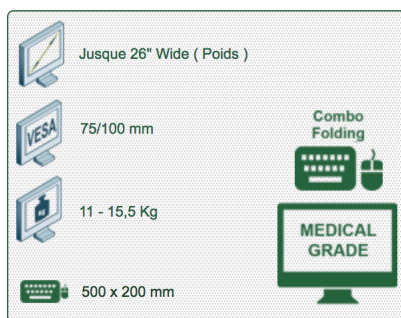 Jusque 26" Wide ( Poids )
VESA
75/100 mm
Combo
Folding
KG
11 - 15,5 Kg
MEDICAL
GRADE
500 x 200 mm